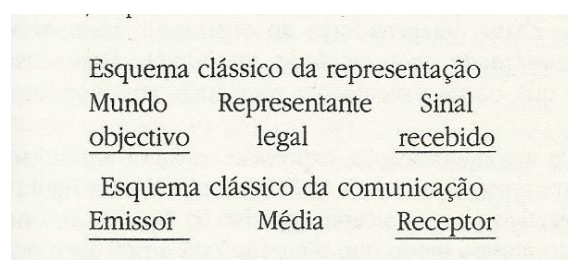 Esquema clássico da representação
Mundo Representante Sinal
objectivo legal recebido
Esquema clássico da comunicação
Emissor Média Receptor